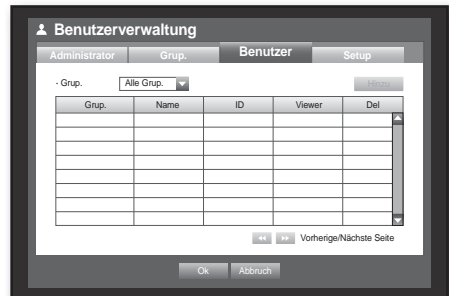 Benutzerverwaltung
Administrator Grup. Benutzer Setup
· Grup. Alle Grup. Hinzu
Grup. Name ID Viewer Del
Vorherige/Nächste Seite
Ok Abbruch